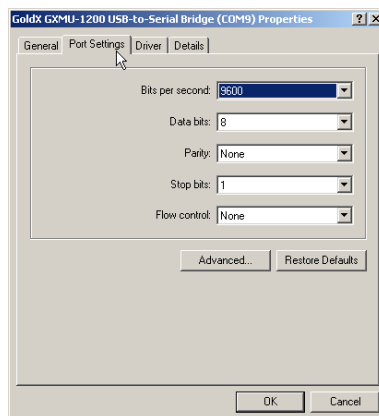 GoldX GXMU-1200 USB-to-Serial Bridge (COM9) Properties
General Port Settings Driver Details
Bits per second: 9600
Data bits: 8
Parity: None
Stop bits: 1
Flow control: None
Advanced... Restore Defaults
OK Cancel